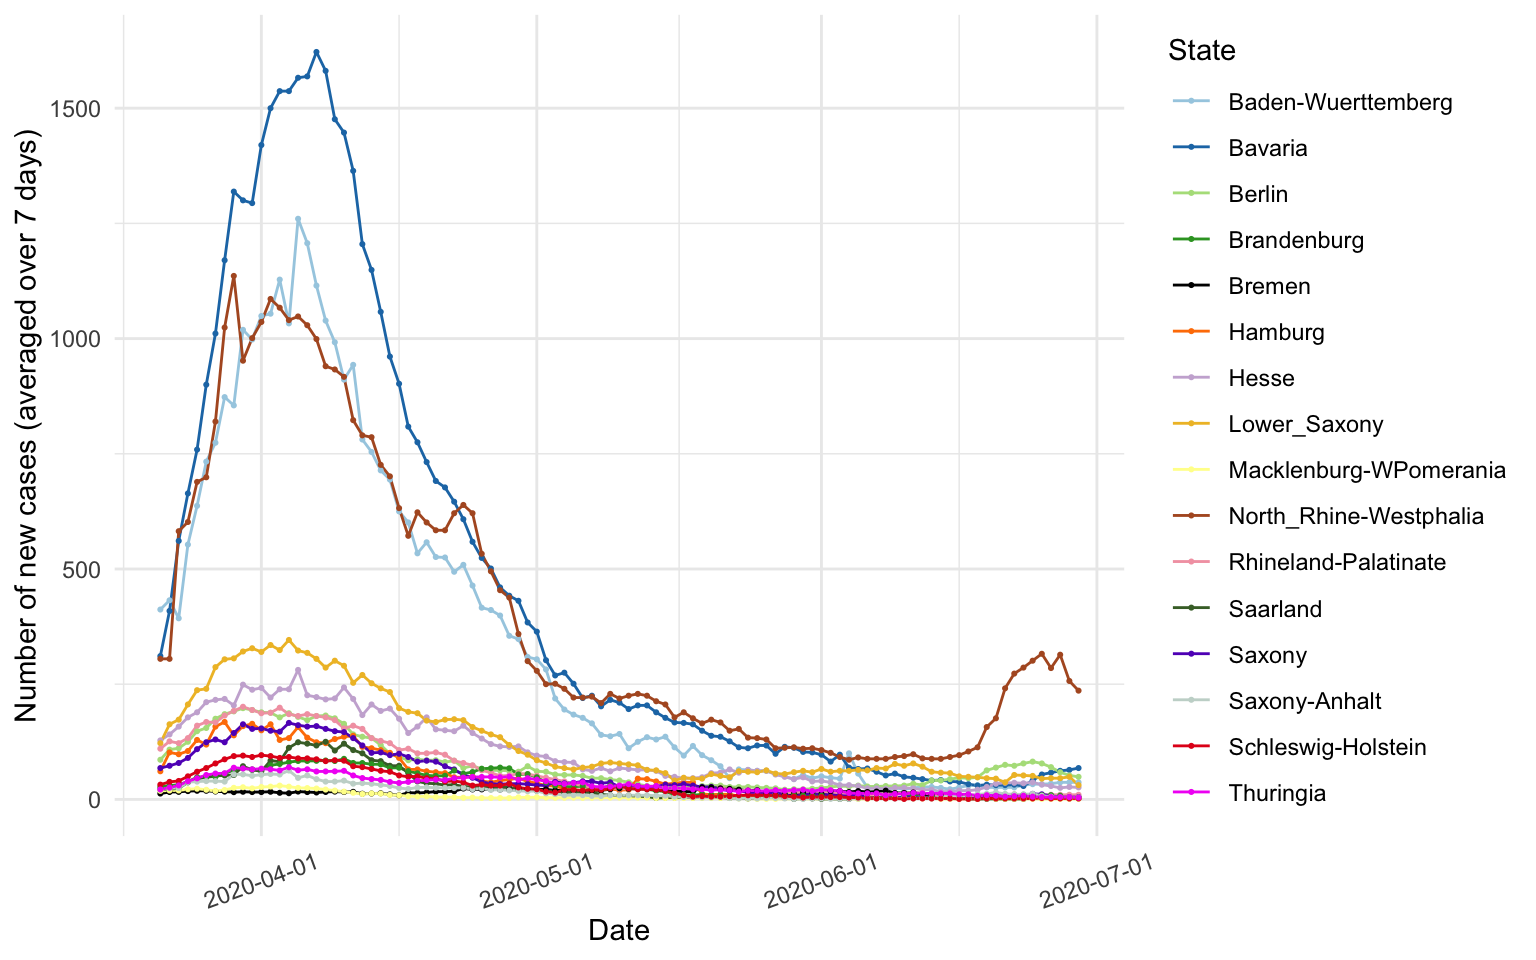 Number of new cases (averaged over 7 days)
1500
1000
500
0
2020-04-01
2020-05-01
2020-06-01
2020-07-01
Date
State
Baden-Wuerttemberg
Bavaria
Berlin
Brandenburg
Bremen
Hamburg
Hesse
Lower_Saxony
Macklenburg-WPomerania
North_Rhine-Westphalia
Rhineland-Palatinate
Saarland
Saxony
Saxony-Anhalt
Schleswig-Holstein
Thuringia